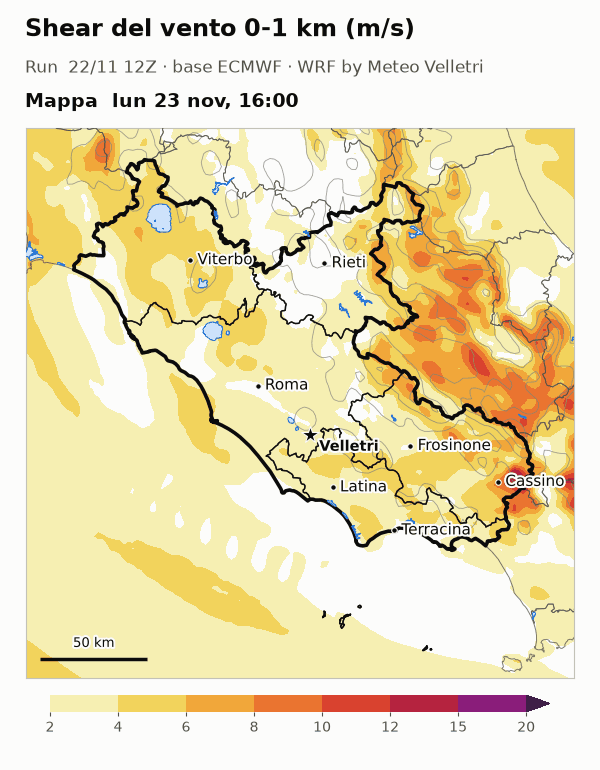 Shear del vento 0-1 km (m/s)
Run  22/11 12Z · base ECMWF · WRF by Meteo Velletri
Mappa  lun 23 nov, 16:00
Viterbo
Rieti
Roma
Velletri
Frosinone
Cassino
Latina
Terracina
50 km
2 4 6 8 10 12 15 20